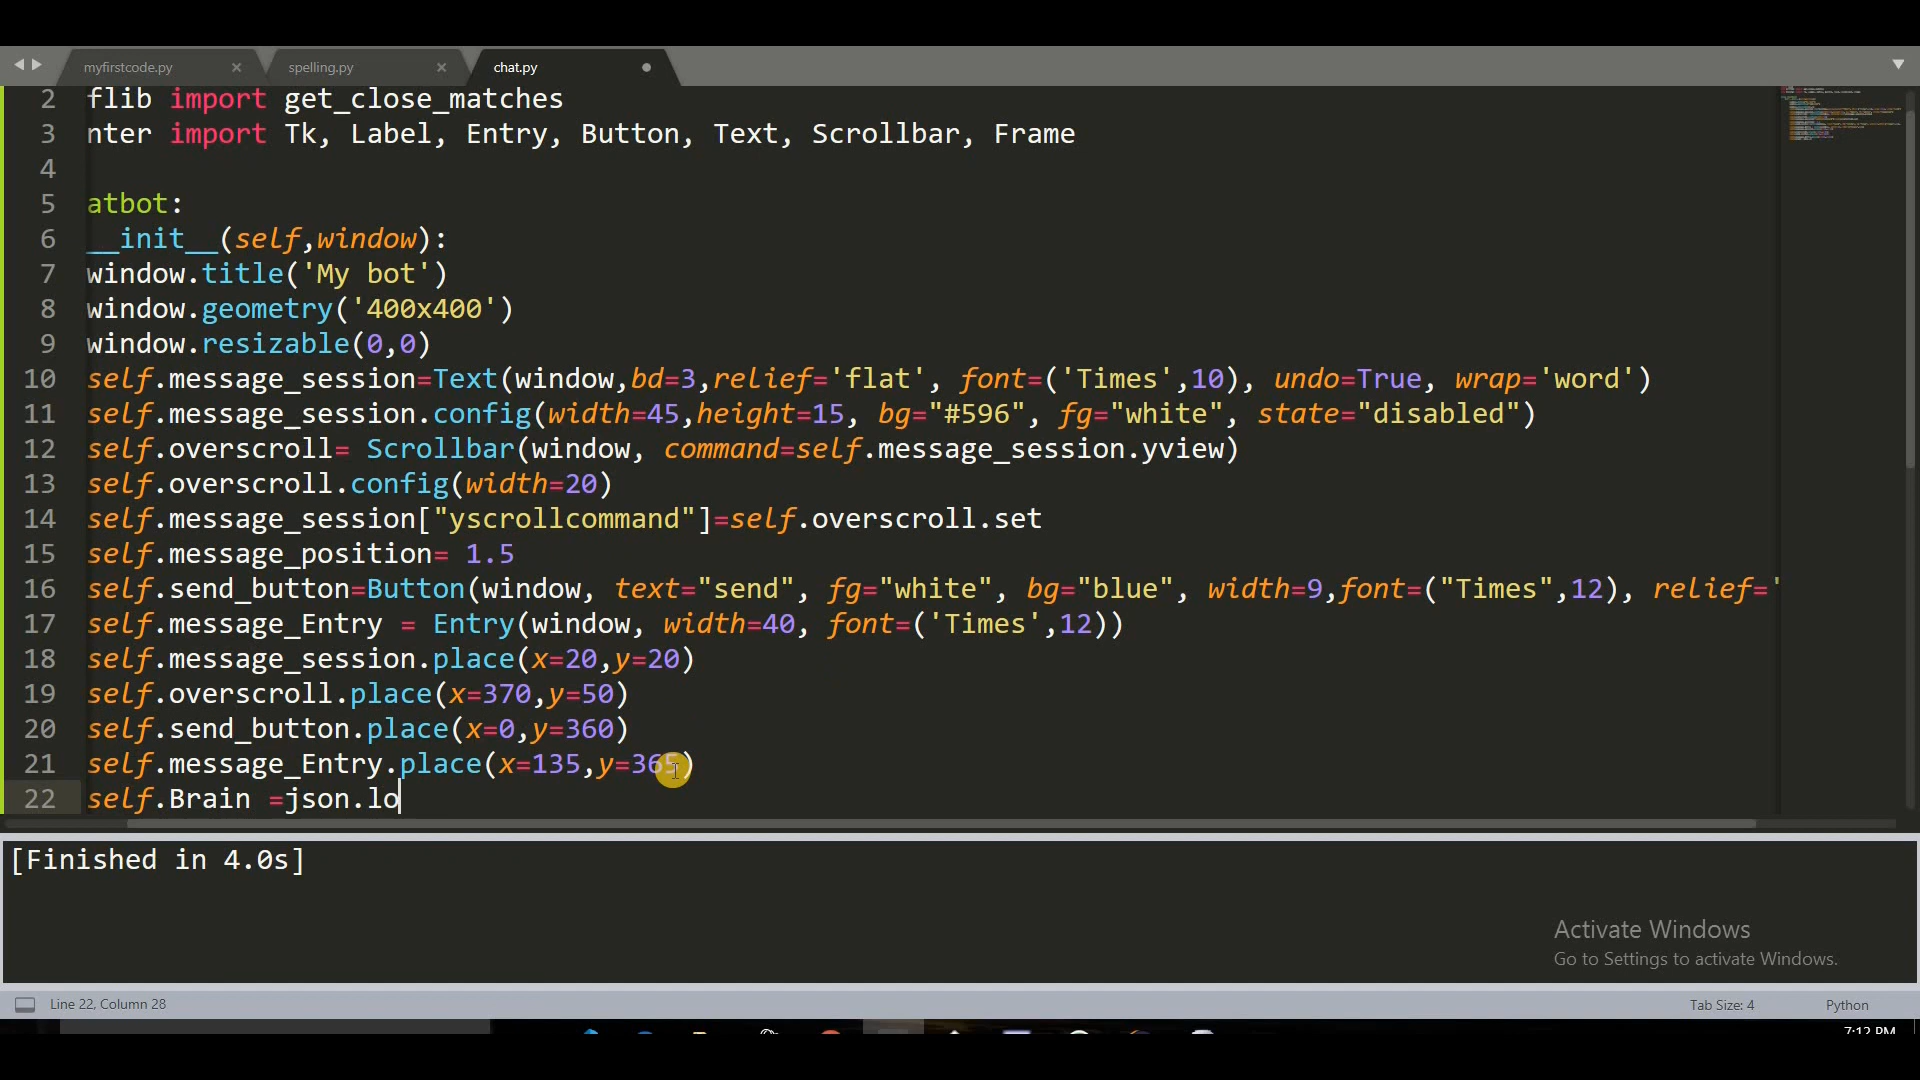 myfirstcode.py × spelling.py × chat.py
2 flib import get_close_matches
3 nter import Tk, Label, Entry, Button, Text, Scrollbar, Frame
4
5 atbot:
6 __init__(self,window):
7 window.title('My bot')
8 window.geometry('400x400')
9 window.resizable(0,0)
10 self.message_session=Text(window,bd=3,relief='flat', font=('Times',10), undo=True, wrap='word')
11 self.message_session.config(width=45,height=15, bg="#596", fg="white", state="disabled")
12 self.overscroll= Scrollbar(window, command=self.message_session.yview)
13 self.overscroll.config(width=20)
14 self.message_session["yscrollcommand"]=self.overscroll.set
15 self.message_position= 1.5
16 self.send_button=Button(window, text="send", fg="white", bg="blue", width=9,font=("Times",12), relief='
17 self.message_Entry = Entry(window, width=40, font=('Times',12))
18 self.message_session.place(x=20,y=20)
19 self.overscroll.place(x=370,y=50)
20 self.send_button.place(x=0,y=360)
21 self.message_Entry.place(x=135,y=365)
22 self.Brain =json.lo
[Finished in 4.0s]
Activate Windows
Go to Settings to activate Windows.
Line 22, Column 28 Tab Size: 4 Python
7:12 PM